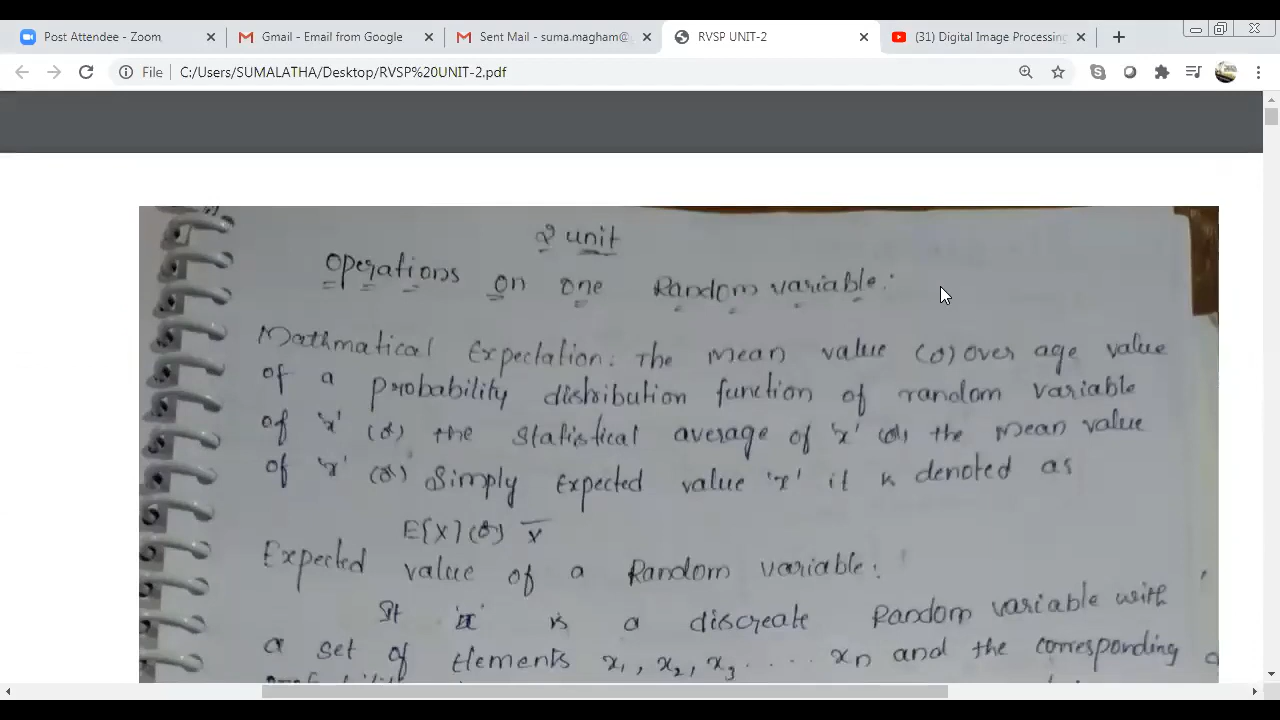 Post Attendee - Zoom
Gmail - Email from Google
Sent Mail - suma.magham@
RVSP UNIT-2
(31) Digital Image Processing
File
C:/Users/SUMALATHA/Desktop/RVSP%20UNIT-2.pdf
2 unit
Operations on one Random variable:
Mathmatical Expectation: The mean value (or) over age value
of a probability distribution function of random variable
of 'x' (or) the statistical average of 'x' (or) the mean value
of 'x' (or) simply expected value 'x' it is denoted as
E[X] (or) x̅
Expected value of a Random variable:
If 'x' is a discreate Random variable with
a set of elements x₁, x₂, x₃ .... xn and the corresponding